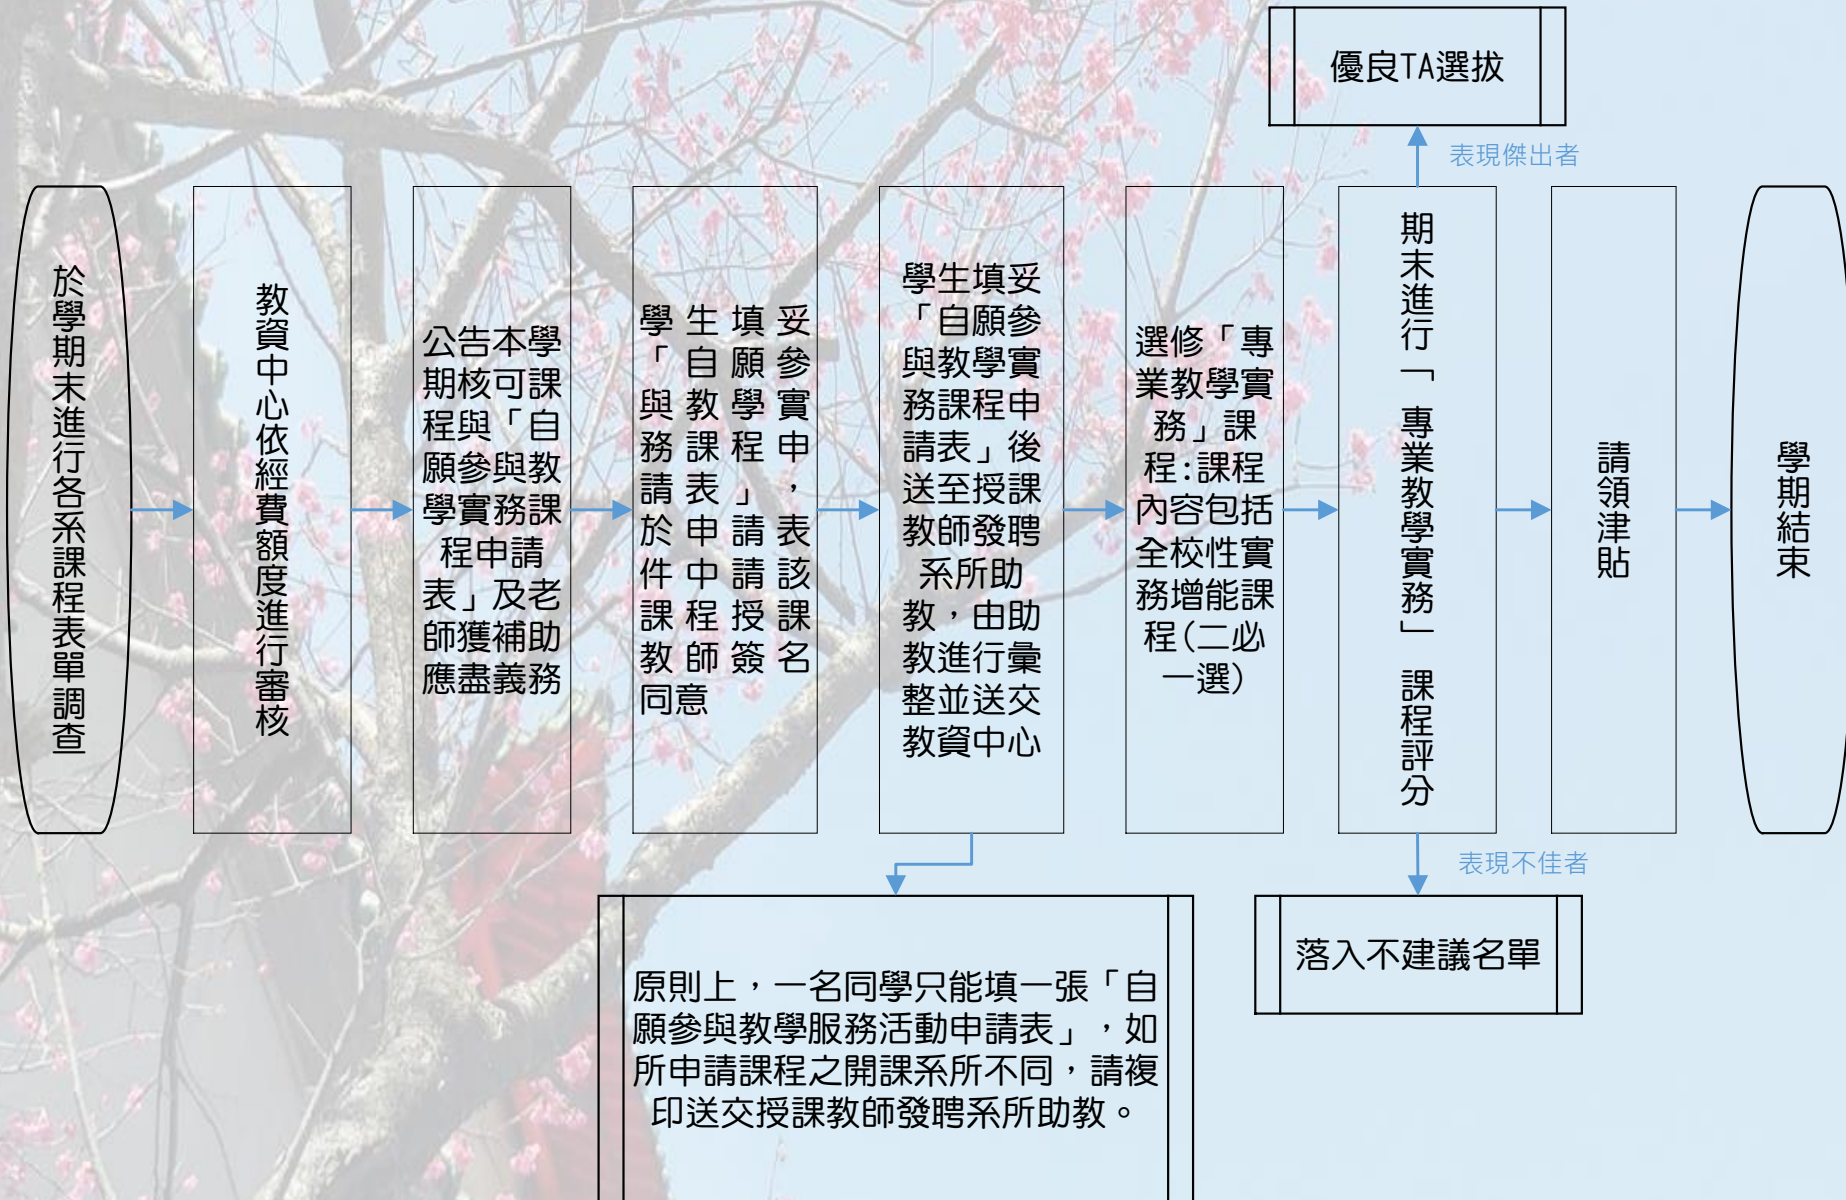 優良TA選拔
表現傑出者
於學期末進行各系課程表單調查
教資中心依經費額度進行審核
公告本學
期核可課
程與「自
願參與教
學實務課
程申請
表」及老
師獲補助
應盡義務
學生填妥
「自願參
與教學實
務課程申
請表」，
於申請表
件中請該
課程授課
教師簽名
同意
學生填妥
「自願參
與教學實
務課程申
請表」後
送至授課
教師發聘
系所助
教，由助
教進行彙
整並送交
教資中心
選修「專
業教學實
務」課
程:課程
內容包括
全校性實
務增能課
程(二必
一選)
期末進行「專業教學實務」課程評分
請領津貼
學期結束
表現不佳者
落入不建議名單
原則上，一名同學只能填一張「自
願參與教學服務活動申請表」，如
所申請課程之開課系所不同，請複
印送交授課教師發聘系所助教。